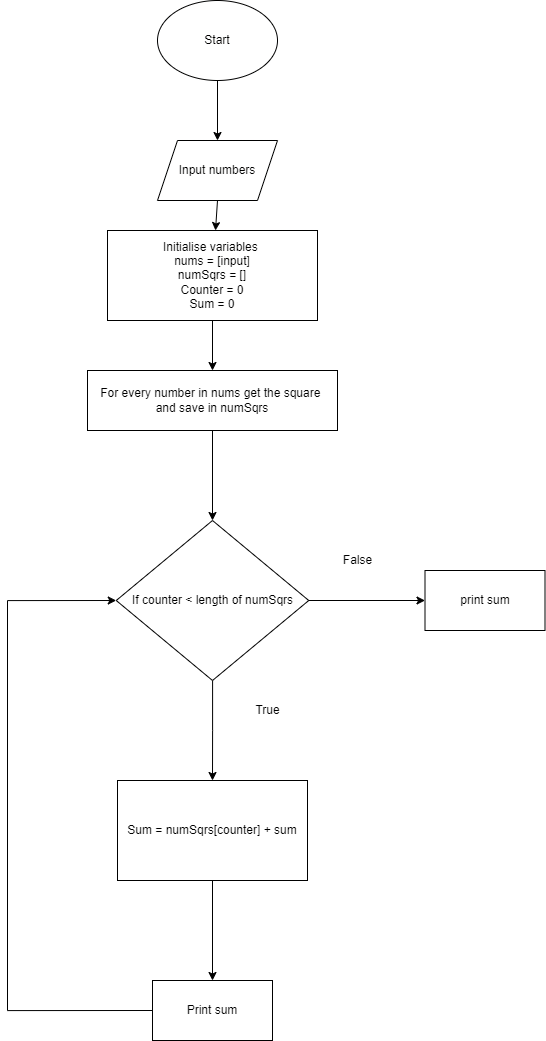 Start
Input numbers
Initialise variables
nums = [input]
numSqrs = []
Counter = 0
Sum = 0
For every number in nums get the square
and save in numSqrs
False
If counter < length of numSqrs
print sum
True
Sum = numSqrs[counter] + sum
Print sum